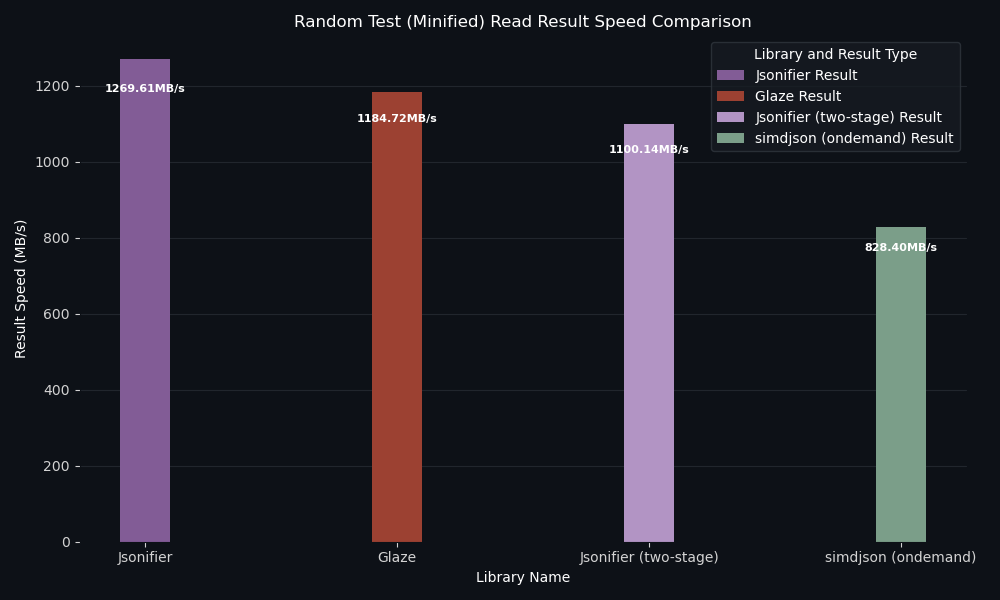 Random Test (Minified) Read Result Speed Comparison
Library and Result Type
Jsonifier Result
Glaze Result
Jsonifier (two-stage) Result
simdjson (ondemand) Result
1200
1000
800
600
400
200
0
Result Speed (MB/s)
1269.61MB/s
1184.72MB/s
1100.14MB/s
828.40MB/s
Jsonifier
Glaze
Jsonifier (two-stage)
simdjson (ondemand)
Library Name